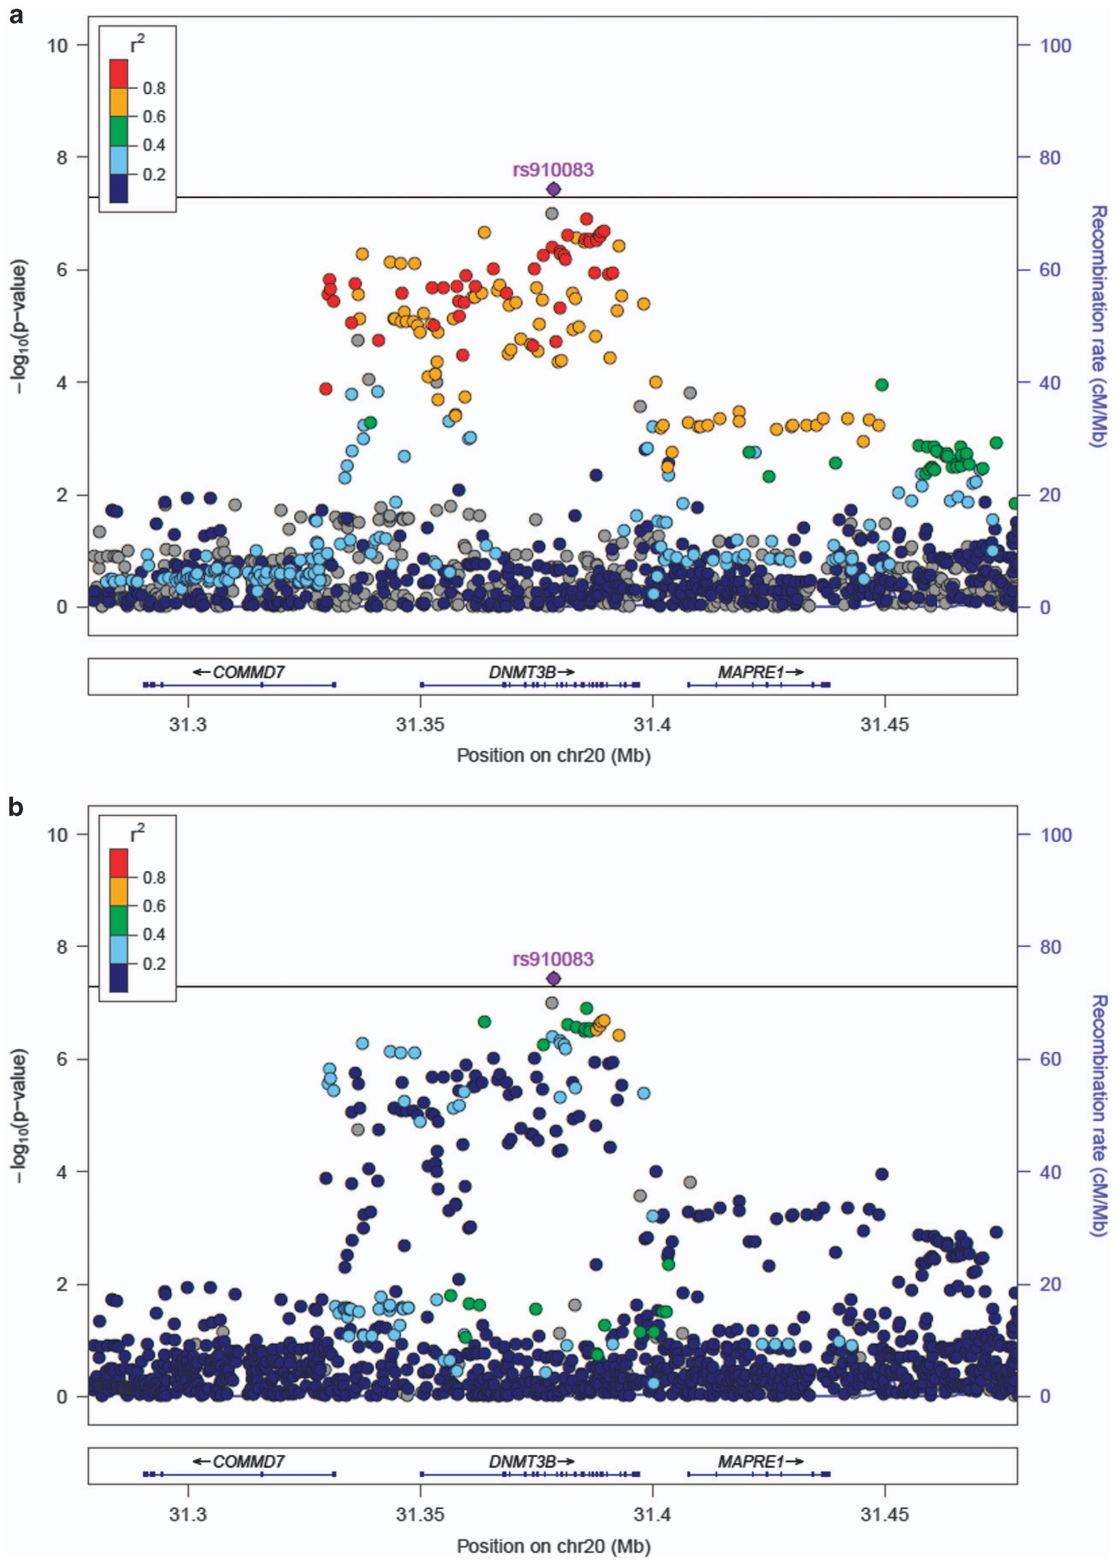 a
r2
0.8
0.6
0.4
0.2
rs910083
10
8
6
4
2
0
−log10(p−value)
100
80
60
40
20
0
Recombination rate (cM/Mb)
←COMMD7
DNMT3B→
MAPRE1→
31.3
31.35
31.4
31.45
Position on chr20 (Mb)
b
r2
0.8
0.6
0.4
0.2
rs910083
10
8
6
4
2
0
−log10(p−value)
100
80
60
40
20
0
Recombination rate (cM/Mb)
←COMMD7
DNMT3B→
MAPRE1→
31.3
31.35
31.4
31.45
Position on chr20 (Mb)